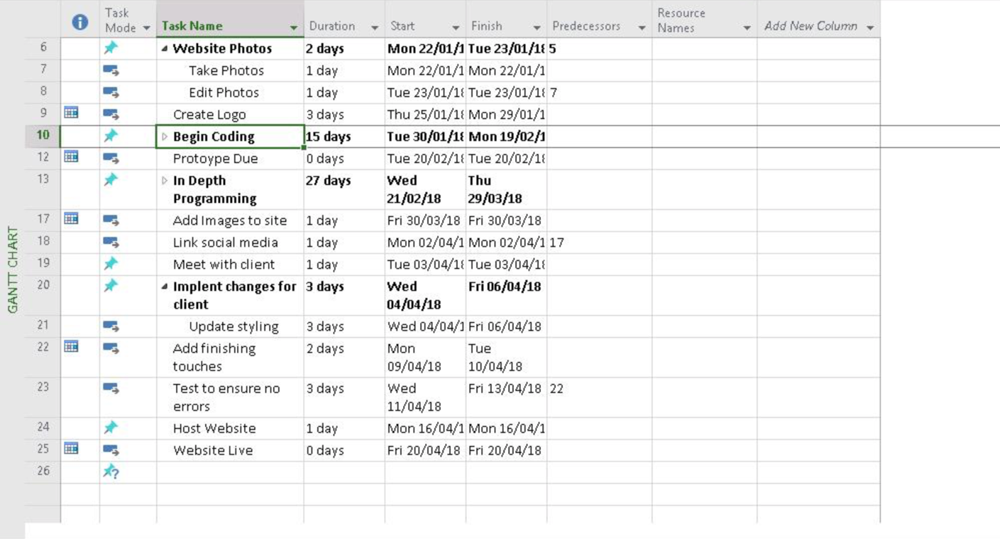 Task Mode Task Name Duration Start Finish Predecessors Resource Names Add New Column
6 Website Photos 2 days Mon 22/01/1 Tue 23/01/18 5
7 Take Photos 1 day Mon 22/01/1 Mon 22/01/1
8 Edit Photos 1 day Tue 23/01/18 Tue 23/01/18 7
9 Create Logo 3 days Thu 25/01/18 Mon 29/01/1
10 Begin Coding 15 days Tue 30/01/18 Mon 19/02/1
12 Protoype Due 0 days Tue 20/02/18 Tue 20/02/18
13 In Depth 27 days Wed Thu
Programming 21/02/18 29/03/18
17 Add Images to site 1 day Fri 30/03/18 Fri 30/03/18
18 Link social media 1 day Mon 02/04/1 Mon 02/04/1 17
19 Meet with client 1 day Tue 03/04/18 Tue 03/04/18
20 Implent changes for 3 days Wed Fri 06/04/18
client 04/04/18
21 Update styling 3 days Wed 04/04/1 Fri 06/04/18
22 Add finishing 2 days Mon Tue
touches 09/04/18 10/04/18
23 Test to ensure no 3 days Wed Fri 13/04/18 22
errors 11/04/18
24 Host Website 1 day Mon 16/04/1 Mon 16/04/1
25 Website Live 0 days Fri 20/04/18 Fri 20/04/18
26
GANTT CHART